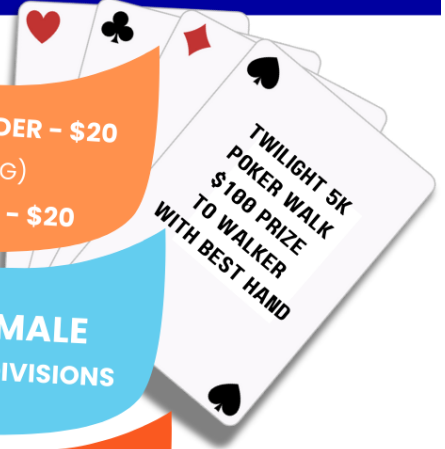 DER - $20
G)
- $20
MALE
IVISIONS
TWILIGHT 5K
POKER WALK
$100 PRIZE
TO WALKER
WITH BEST HAND